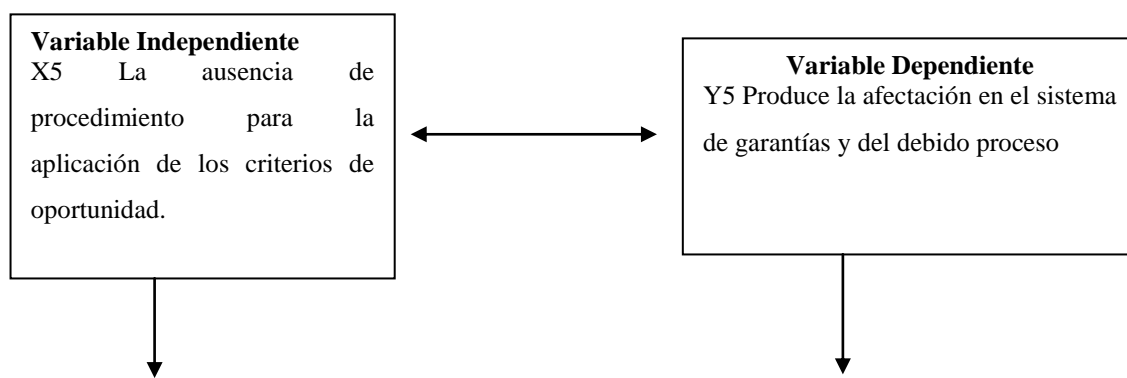 Variable Independiente
X5 La ausencia de
procedimiento para la
aplicación de los criterios de
oportunidad.
Variable Dependiente
Y5 Produce la afectación en el sistema
de garantías y del debido proceso